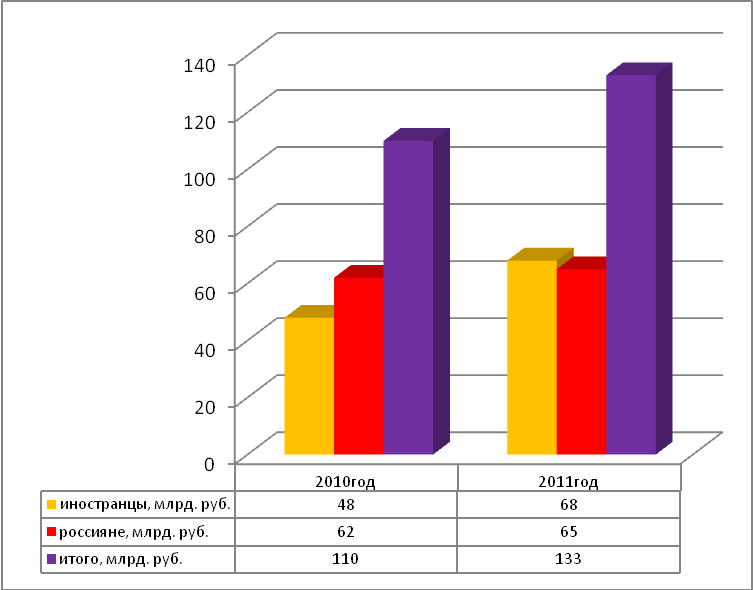 140
120
100
80
60
40
20
0
2010год 2011год
иностранцы, млрд. руб. 48 68
россияне, млрд. руб. 62 65
итого, млрд. руб. 110 133